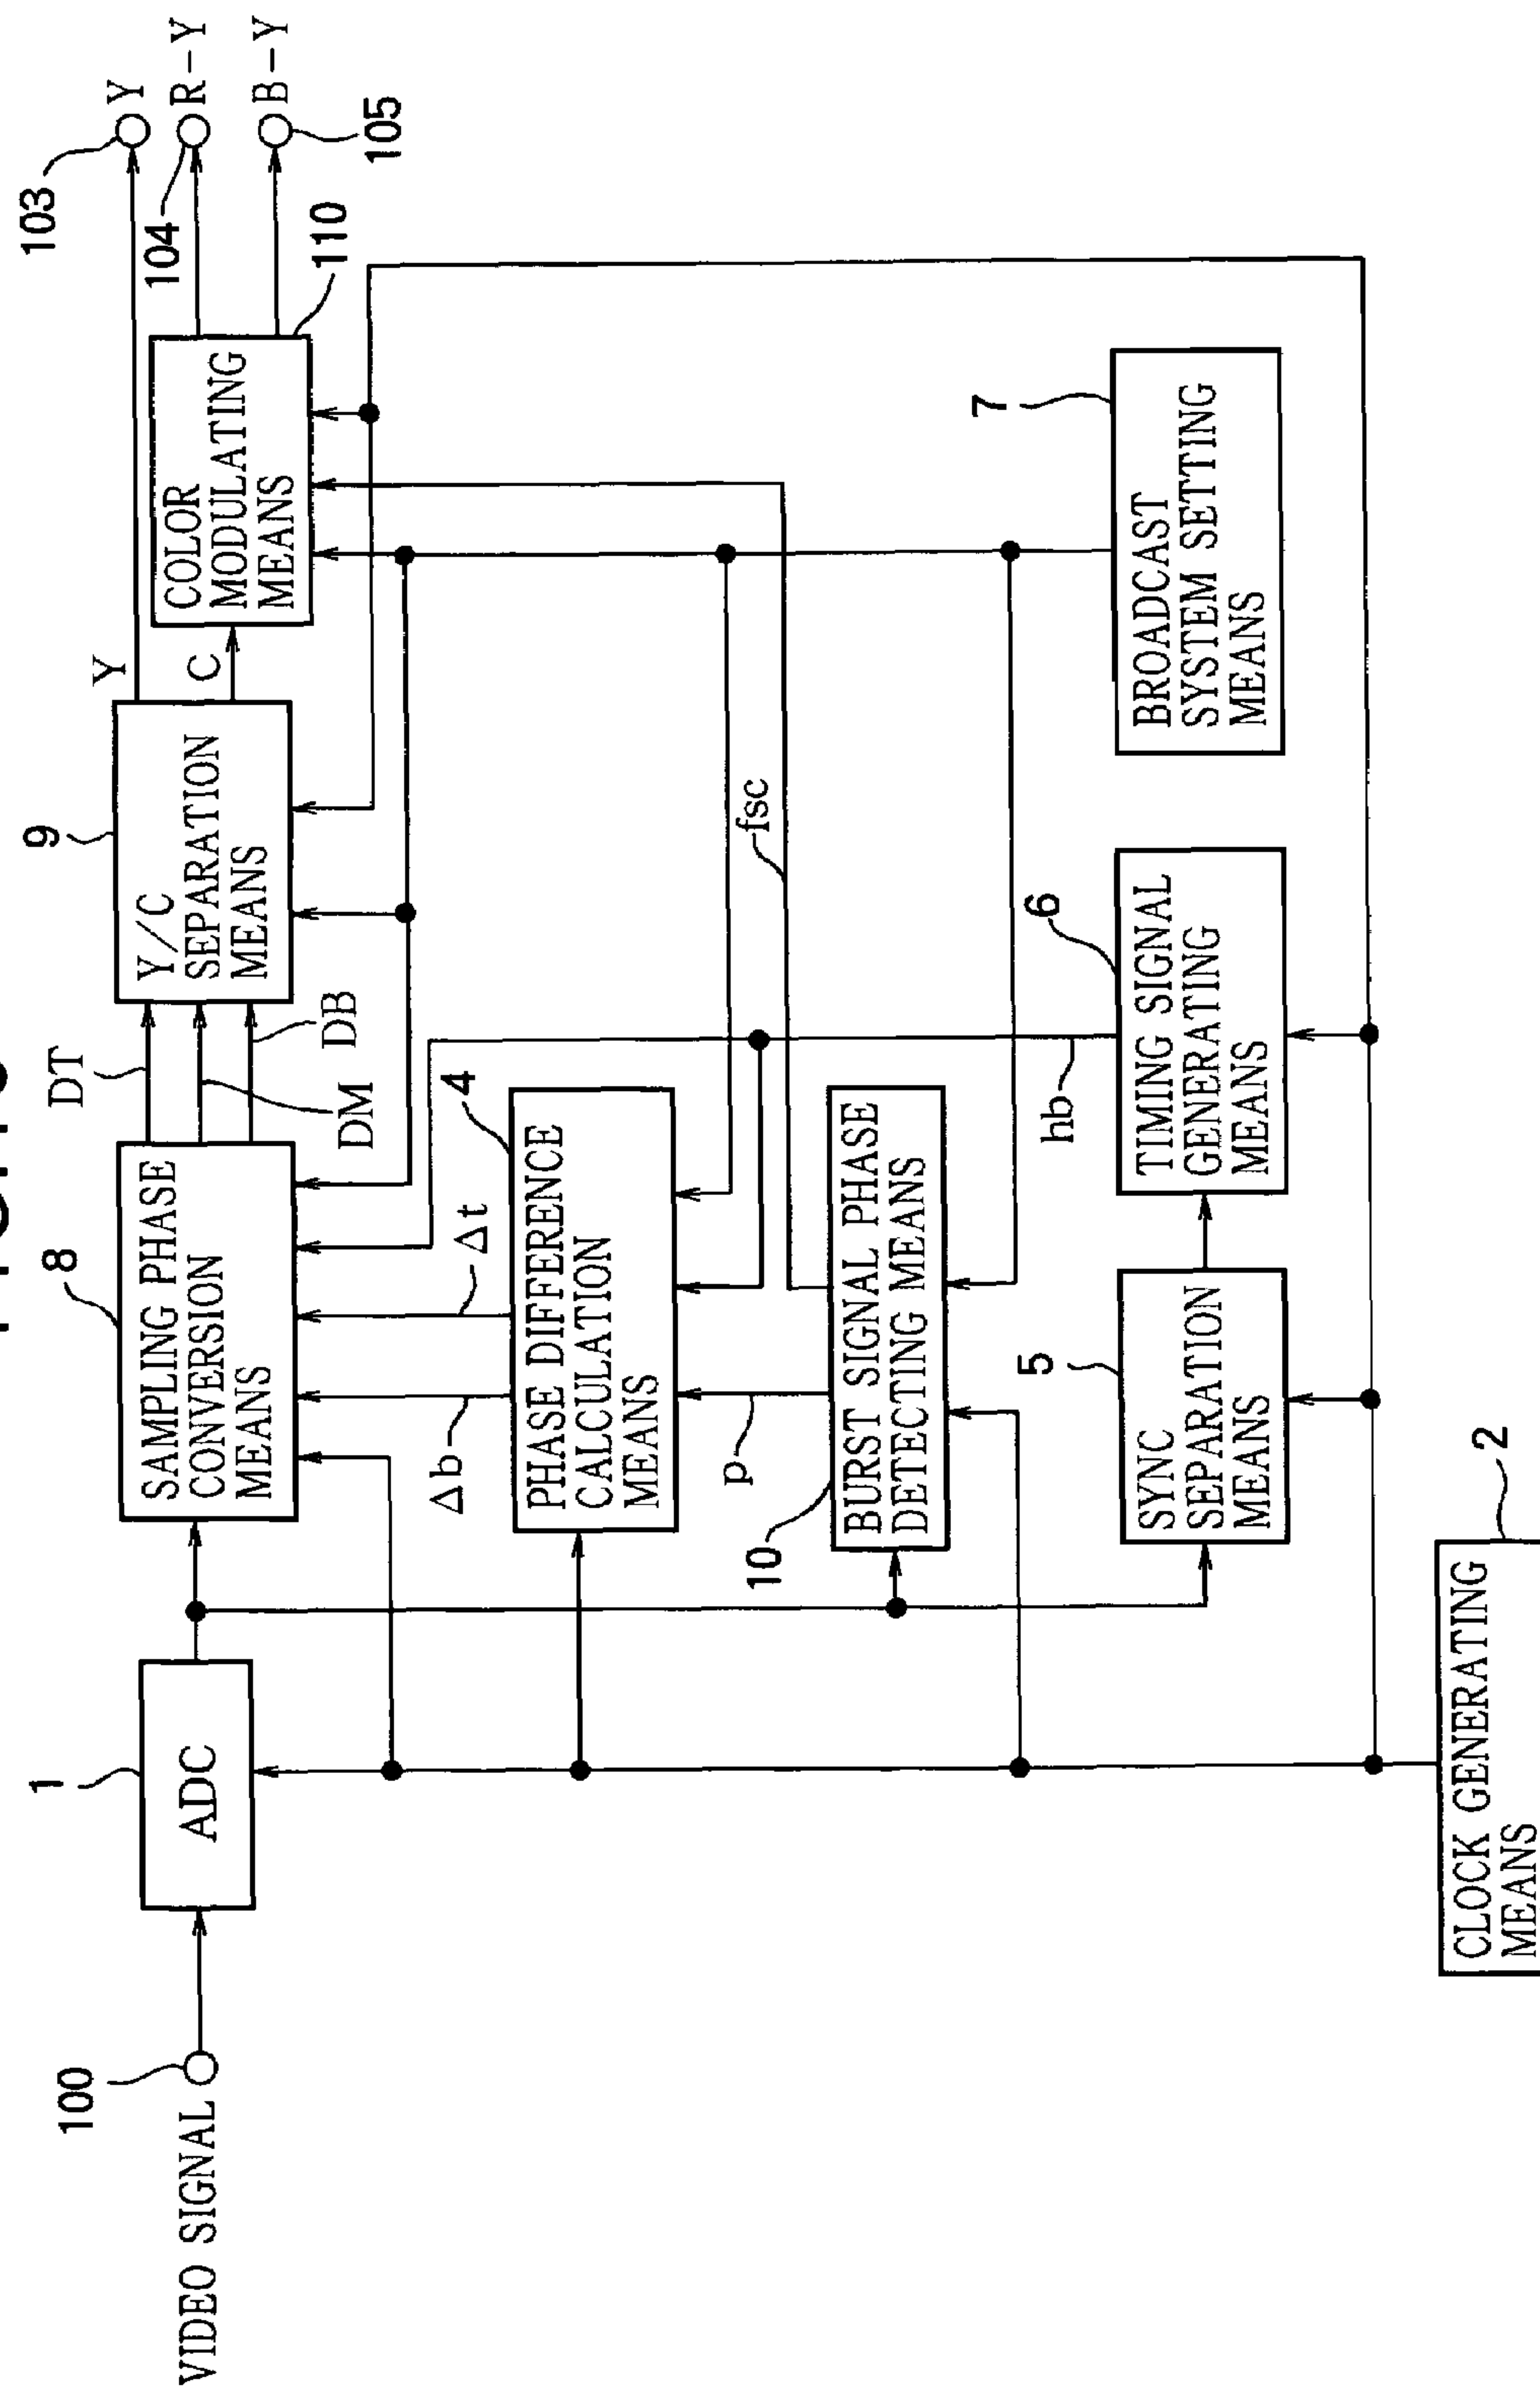 103
Y
104
R-Y
B-Y
105
110
Y
C
COLOR
MODULATING
MEANS
9
Y/C
SEPARATION
MEANS
DT
DM
DB
8
SAMPLING PHASE
CONVERSION
MEANS
1
ADC
100
VIDEO SIGNAL
Δb
Δt
4
PHASE DIFFERENCE
CALCULATION
MEANS
p
fsc
10
BURST SIGNAL PHASE
DETECTING MEANS
hb
5
SYNC
SEPARATION
MEANS
6
TIMING SIGNAL
GENERATING
MEANS
7
BROADCAST
SYSTEM SETTING
MEANS
2
CLOCK GENERATING
MEANS